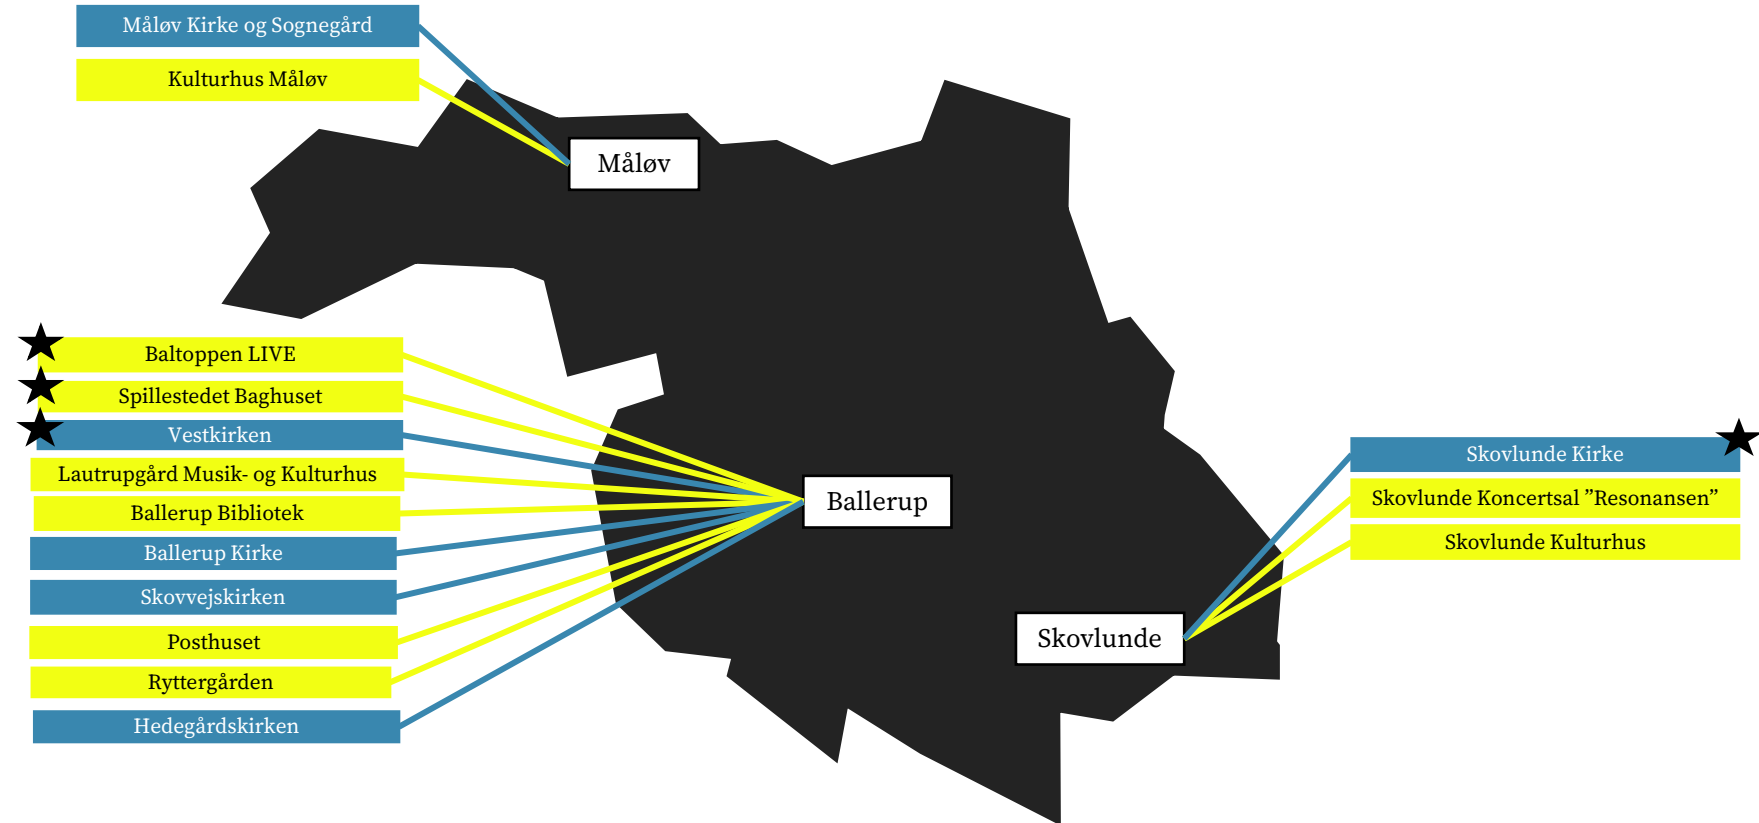 Måløv Kirke og Sognegård
Kulturhus Måløv
Måløv
Baltoppen LIVE
Spillestedet Baghuset
Vestkirken
Lautrupgård Musik- og Kulturhus
Ballerup Bibliotek
Ballerup Kirke
Skovvejskirken
Posthuset
Ryttergården
Hedegårdskirken
Ballerup
Skovlunde Kirke
Skovlunde Koncertsal ”Resonansen”
Skovlunde Kulturhus
Skovlunde